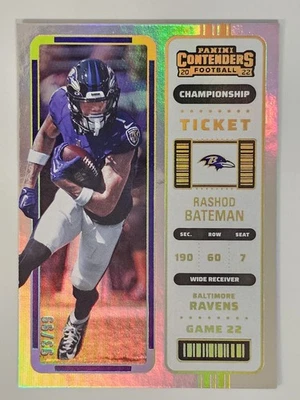 PANINI
CONTENDERS
20 FOOTBALL 22
CHAMPIONSHIP
TICKET
RASHOD
BATEMAN
SEC. ROW SEAT
190 60 7
WIDE RECEIVER
BALTIMORE
RAVENS
GAME 22